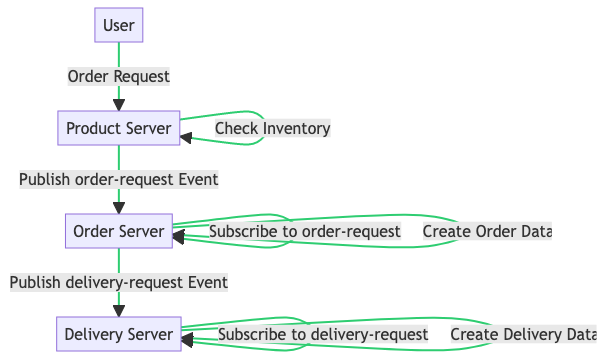 User
Order Request
Product Server
Check Inventory
Publish order-request Event
Order Server
Subscribe to order-request
Create Order Data
Publish delivery-request Event
Delivery Server
Subscribe to delivery-request
Create Delivery Data